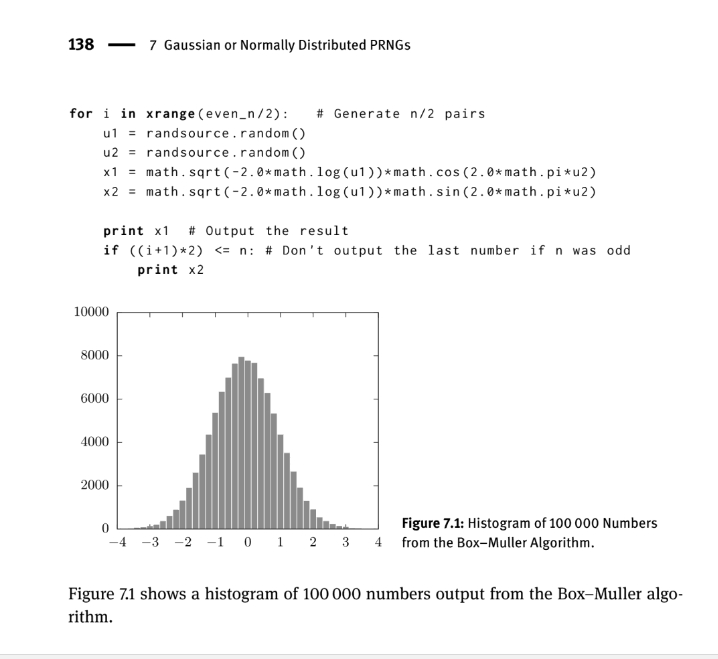 138 — 7 Gaussian or Normally Distributed PRNGs
for i in xrange(even_n/2): # Generate n/2 pairs
u1 = randsource.random()
u2 = randsource.random()
x1 = math.sqrt(-2.0*math.log(u1))*math.cos(2.0*math.pi*u2)
x2 = math.sqrt(-2.0*math.log(u1))*math.sin(2.0*math.pi*u2)
print x1 # Output the result
if ((i+1)*2) <= n: # Don't output the last number if n was odd
print x2
10000
8000
6000
4000
2000
0
−4 −3 −2 −1 0 1 2 3 4
Figure 7.1: Histogram of 100 000 Numbers
from the Box–Muller Algorithm.
Figure 7.1 shows a histogram of 100 000 numbers output from the Box–Muller algo-
rithm.